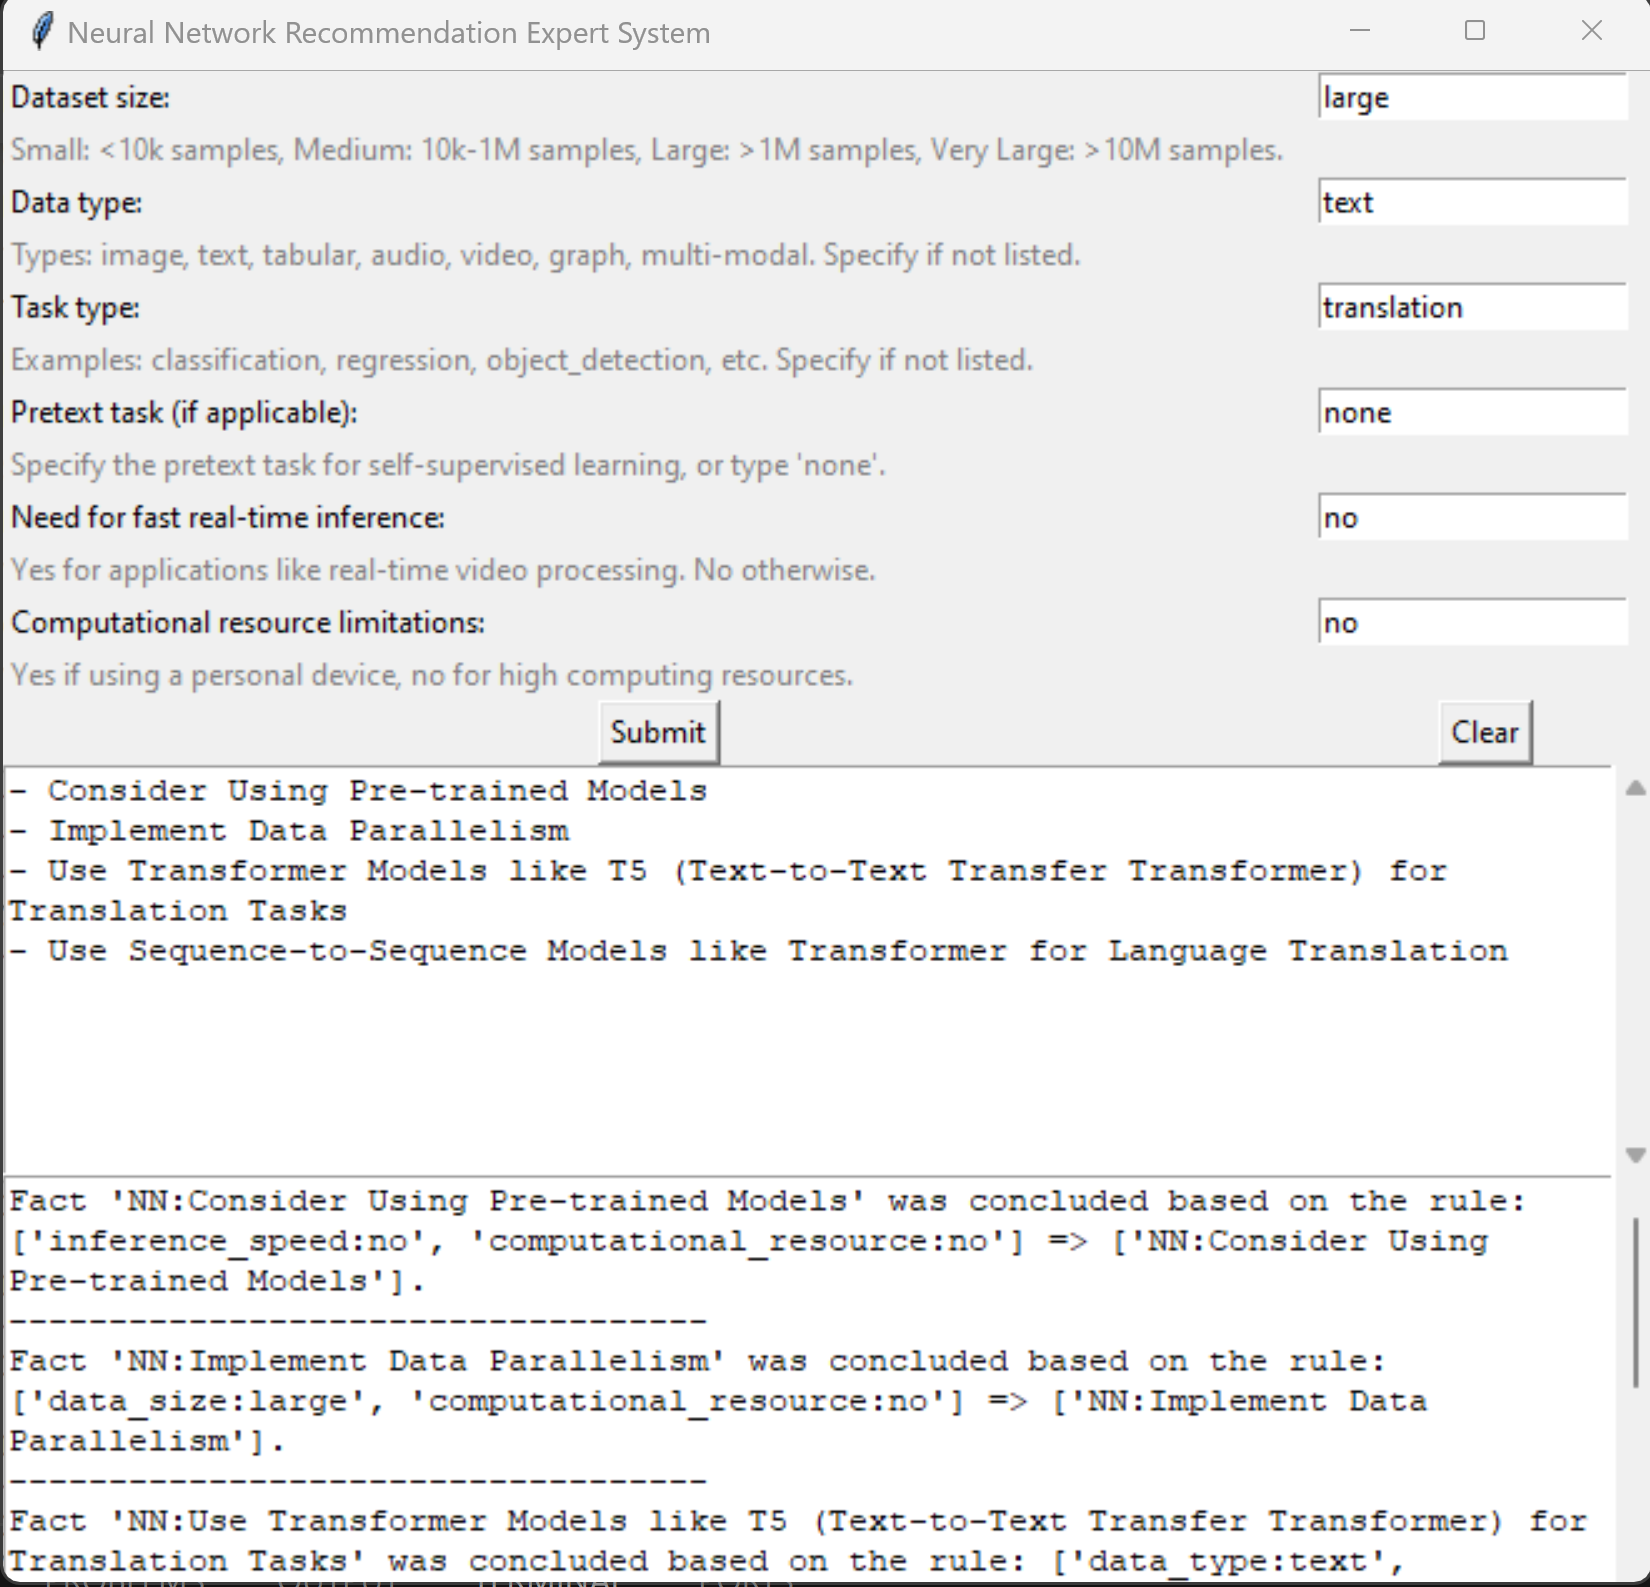 Neural Network Recommendation Expert System
Dataset size:
large
Small: <10k samples, Medium: 10k-1M samples, Large: >1M samples, Very Large: >10M samples.
Data type:
text
Types: image, text, tabular, audio, video, graph, multi-modal. Specify if not listed.
Task type:
translation
Examples: classification, regression, object_detection, etc. Specify if not listed.
Pretext task (if applicable):
none
Specify the pretext task for self-supervised learning, or type 'none'.
Need for fast real-time inference:
no
Yes for applications like real-time video processing. No otherwise.
Computational resource limitations:
no
Yes if using a personal device, no for high computing resources.
Submit
Clear
- Consider Using Pre-trained Models
- Implement Data Parallelism
- Use Transformer Models like T5 (Text-to-Text Transfer Transformer) for
Translation Tasks
- Use Sequence-to-Sequence Models like Transformer for Language Translation
Fact 'NN:Consider Using Pre-trained Models' was concluded based on the rule:
['inference_speed:no', 'computational_resource:no'] => ['NN:Consider Using
Pre-trained Models'].
-----------------------------------
Fact 'NN:Implement Data Parallelism' was concluded based on the rule:
['data_size:large', 'computational_resource:no'] => ['NN:Implement Data
Parallelism'].
-----------------------------------
Fact 'NN:Use Transformer Models like T5 (Text-to-Text Transfer Transformer) for
Translation Tasks' was concluded based on the rule: ['data_type:text',